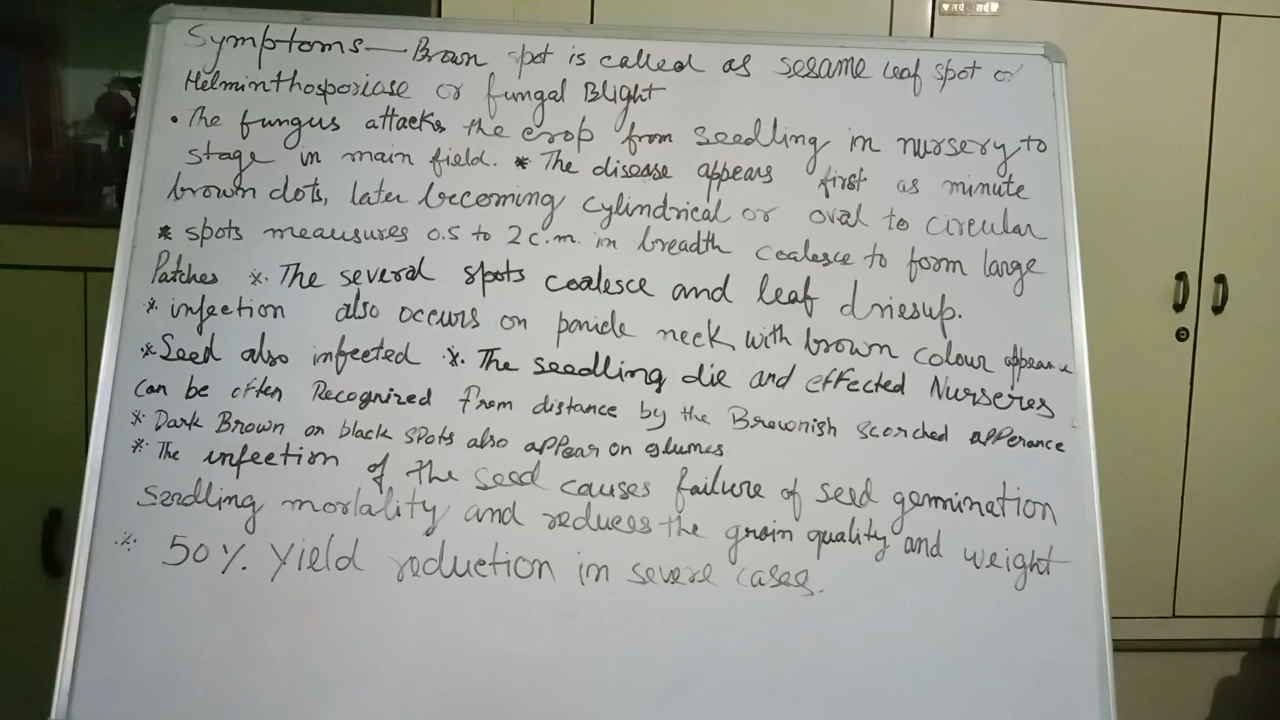 Symptoms — Brown spot is called as sesame leaf spot or
Helminthosporiase or fungal Blight
• The fungus attacks the crop from seedling in nursery to
stage in main field. * The disease appears first as minute
brown dots, later becoming cylindrical or oval to circular
* spots meausures 0.5 to 2 c.m. in breadth coalesce to form large
Patches * The several spots coalesce and leaf driesup.
* infection also occurs on panicle neck with brown colour appearance
* Seed also infected * The seedling die and effected Nurseres
can be often Recognized from distance by the Brownish scorched apperance
* Dark Brown or black spots also appear on glumes
* The infection of the seed causes failure of seed germination
Seedling mortality and reduces the grain quality and weight
* 50% yield reduction in severe cases.